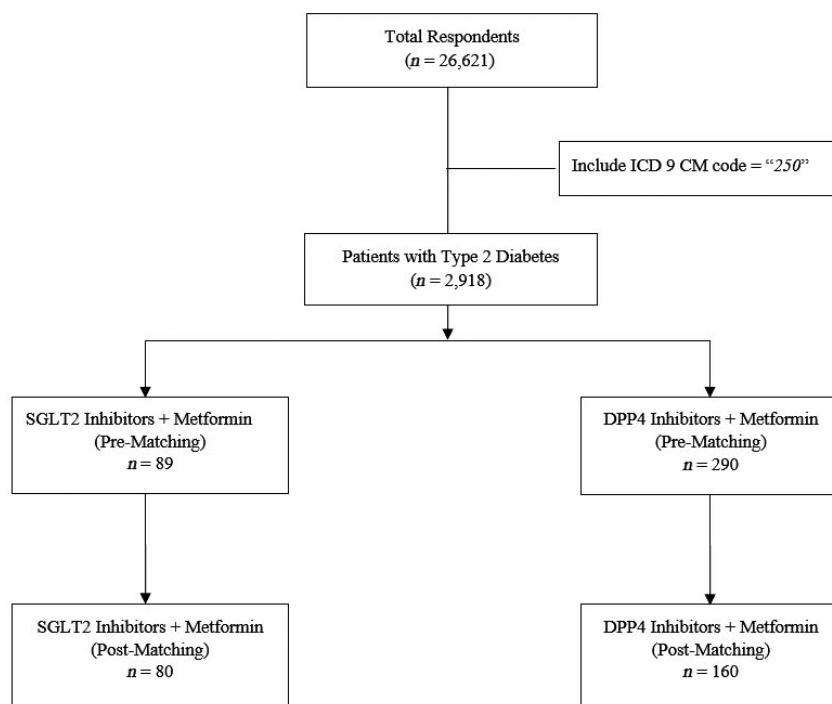 Total Respondents
(n = 26,621)
Include ICD 9 CM code = “250”
Patients with Type 2 Diabetes
(n = 2,918)
SGLT2 Inhibitors + Metformin
(Pre-Matching)
n = 89
DPP4 Inhibitors + Metformin
(Pre-Matching)
n = 290
SGLT2 Inhibitors + Metformin
(Post-Matching)
n = 80
DPP4 Inhibitors + Metformin
(Post-Matching)
n = 160